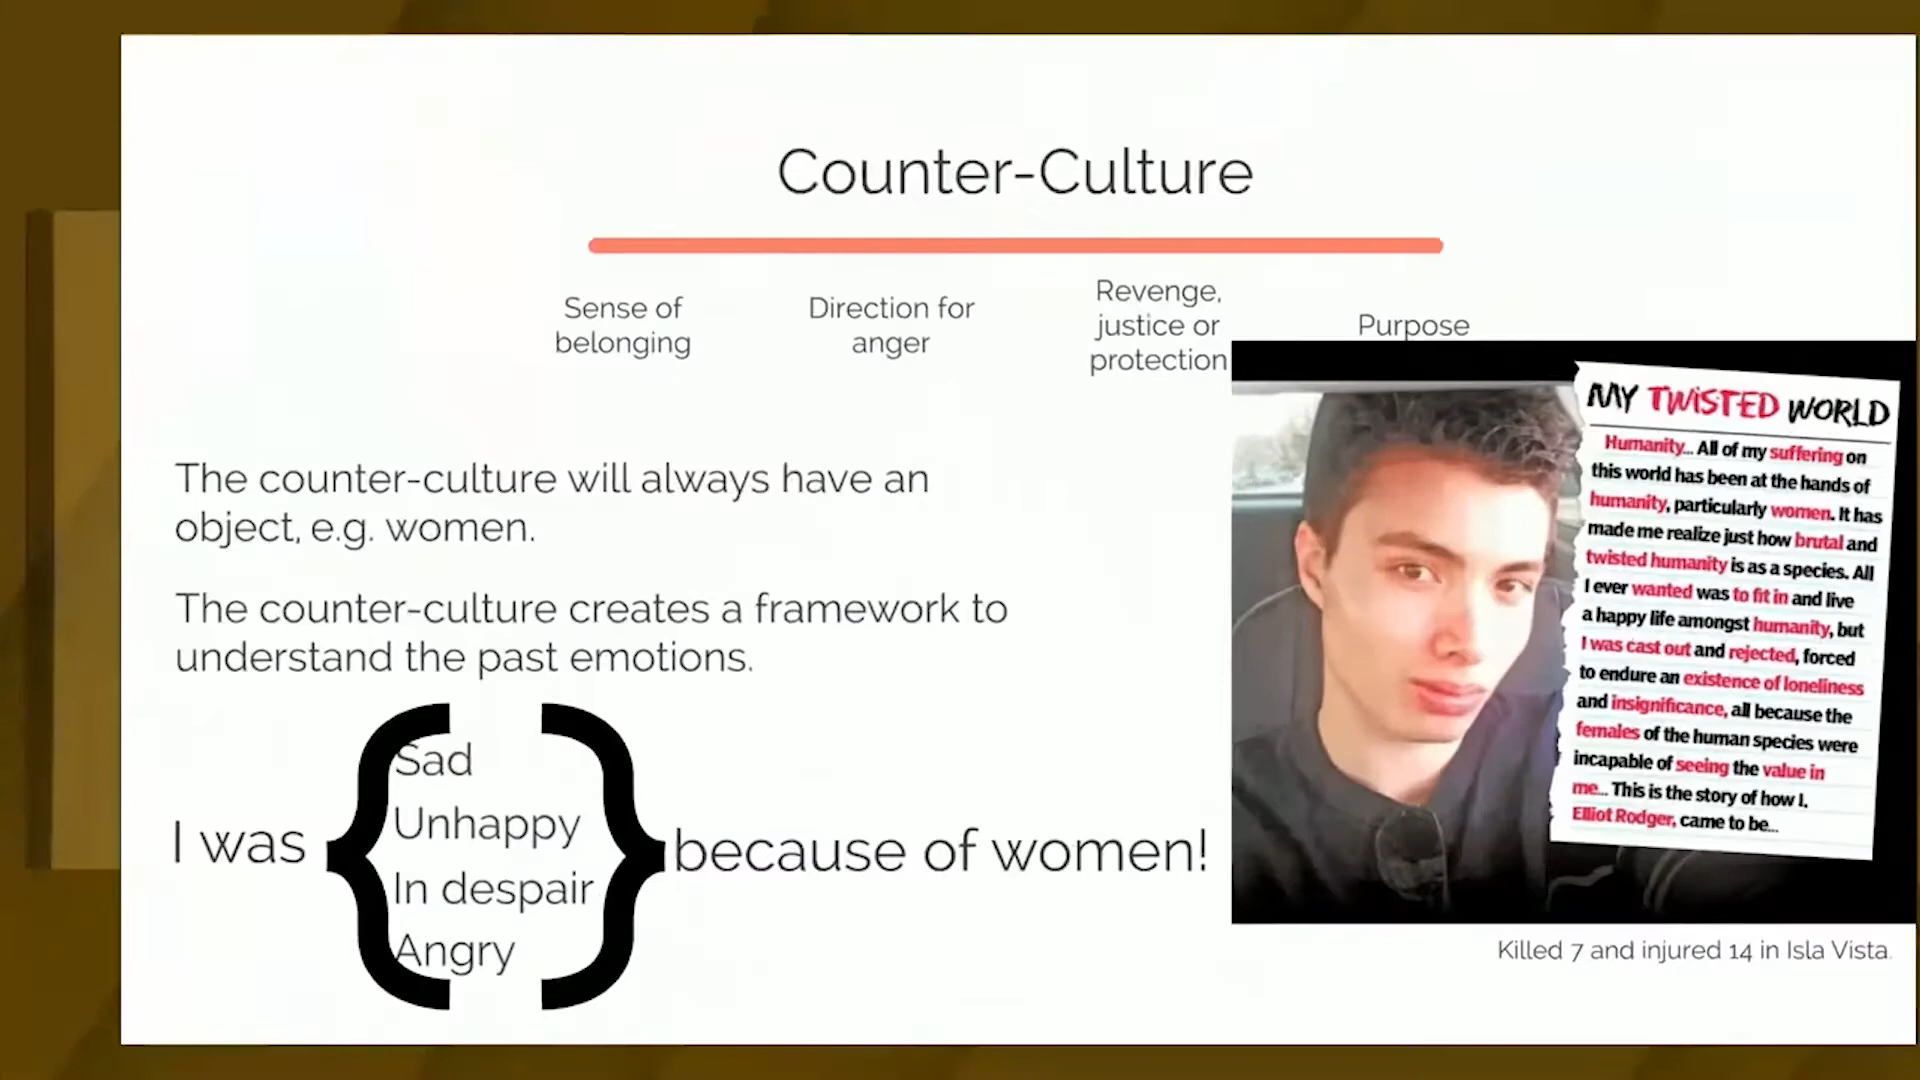 Counter-Culture
Sense of
belonging
Direction for
anger
Revenge,
justice or
protection
Purpose
The counter-culture will always have an
object, e.g. women.
The counter-culture creates a framework to
understand the past emotions.
I was
Sad
Unhappy
In despair
Angry
because of women!
MY TWISTED WORLD
Humanity... All of my suffering on
this world has been at the hands of
humanity, particularly women. It has
made me realize just how brutal and
twisted humanity is as a species. All
I ever wanted was to fit in and live
a happy life amongst humanity, but
I was cast out and rejected, forced
to endure an existence of loneliness
and insignificance, all because the
females of the human species were
incapable of seeing the value in
me... This is the story of how I,
Elliot Rodger, came to be...
Killed 7 and injured 14 in Isla Vista.